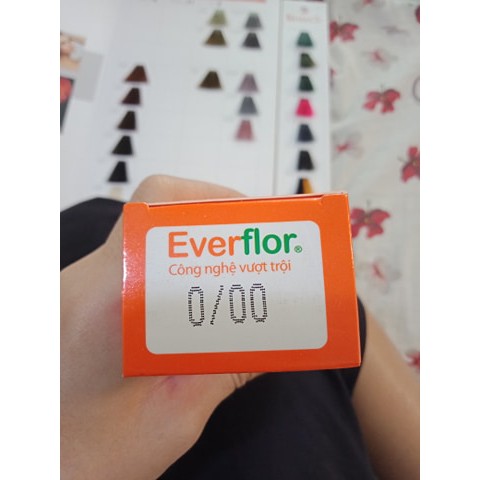 Everflor®
Công nghệ vượt trội
0/00